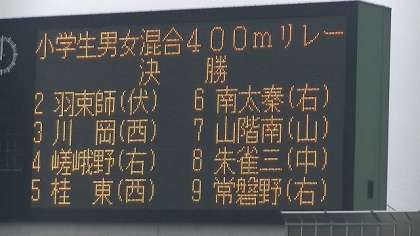 小学生男女混合400mリレー
決 勝
2 羽束師(伏) 6 南太秦(右)
3 川 岡(西) 7 山階南(山)
4 嵯峨野(右) 8 朱雀三(中)
5 桂 東(西) 9 常磐野(右)